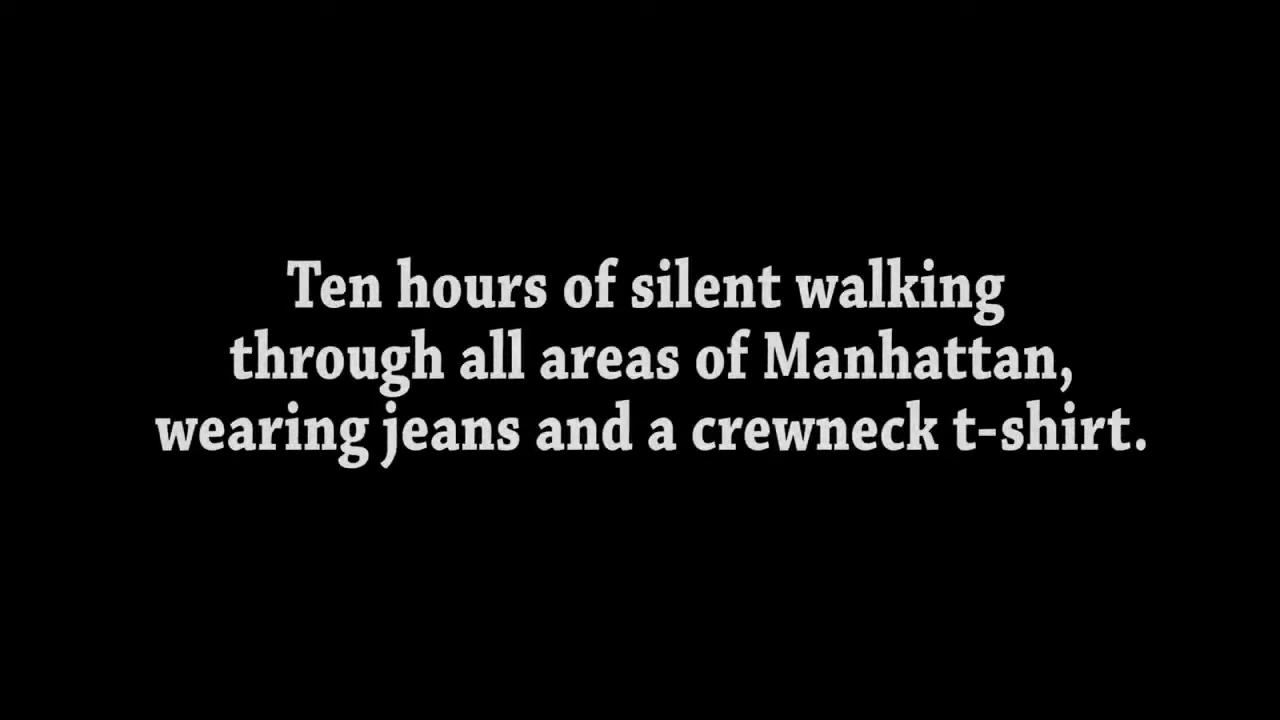 Ten hours of silent walking
through all areas of Manhattan,
wearing jeans and a crewneck t-shirt.